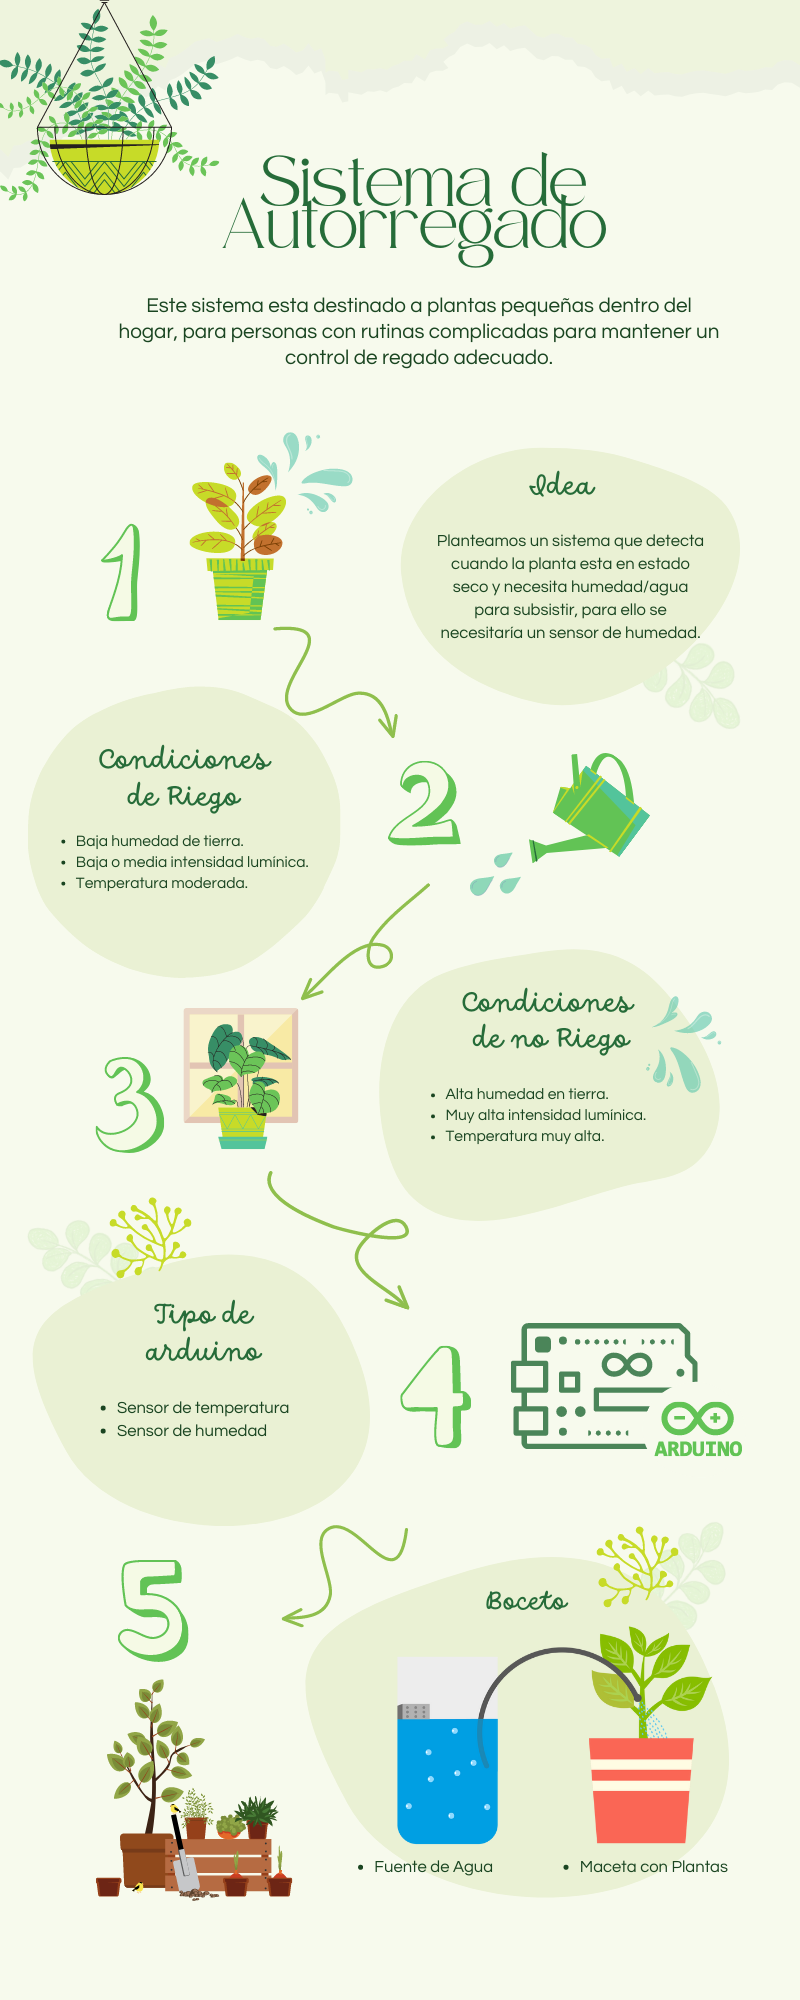 Sistema de
Autorregado
Este sistema esta destinado a plantas pequeñas dentro del
hogar, para personas con rutinas complicadas para mantener un
control de regado adecuado.
1
Idea
Planteamos un sistema que detecta
cuando la planta esta en estado
seco y necesita humedad/agua
para subsistir, para ello se
necesitaría un sensor de humedad.
Condiciones
de Riego
• Baja humedad de tierra.
• Baja o media intensidad lumínica.
• Temperatura moderada.
2
3
Condiciones
de no Riego
• Alta humedad en tierra.
• Muy alta intensidad lumínica.
• Temperatura muy alta.
Tipo de
arduino
• Sensor de temperatura
• Sensor de humedad
4
ARDUINO
5
Boceto
• Fuente de Agua
• Maceta con Plantas